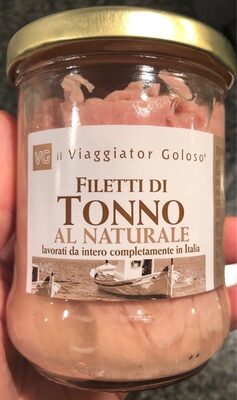 VG il Viaggiator Goloso®
FILETTI DI
TONNO
AL NATURALE
lavorati da intero completamente in Italia